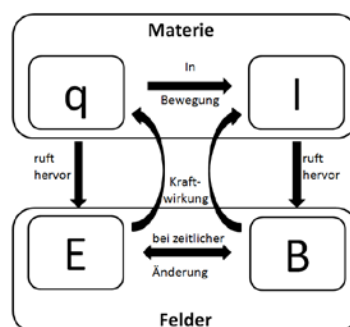 Materie
q
In
Bewegung
I
ruft
hervor
Kraft-
wirkung
ruft
hervor
E
bei zeitlicher
Änderung
B
Felder